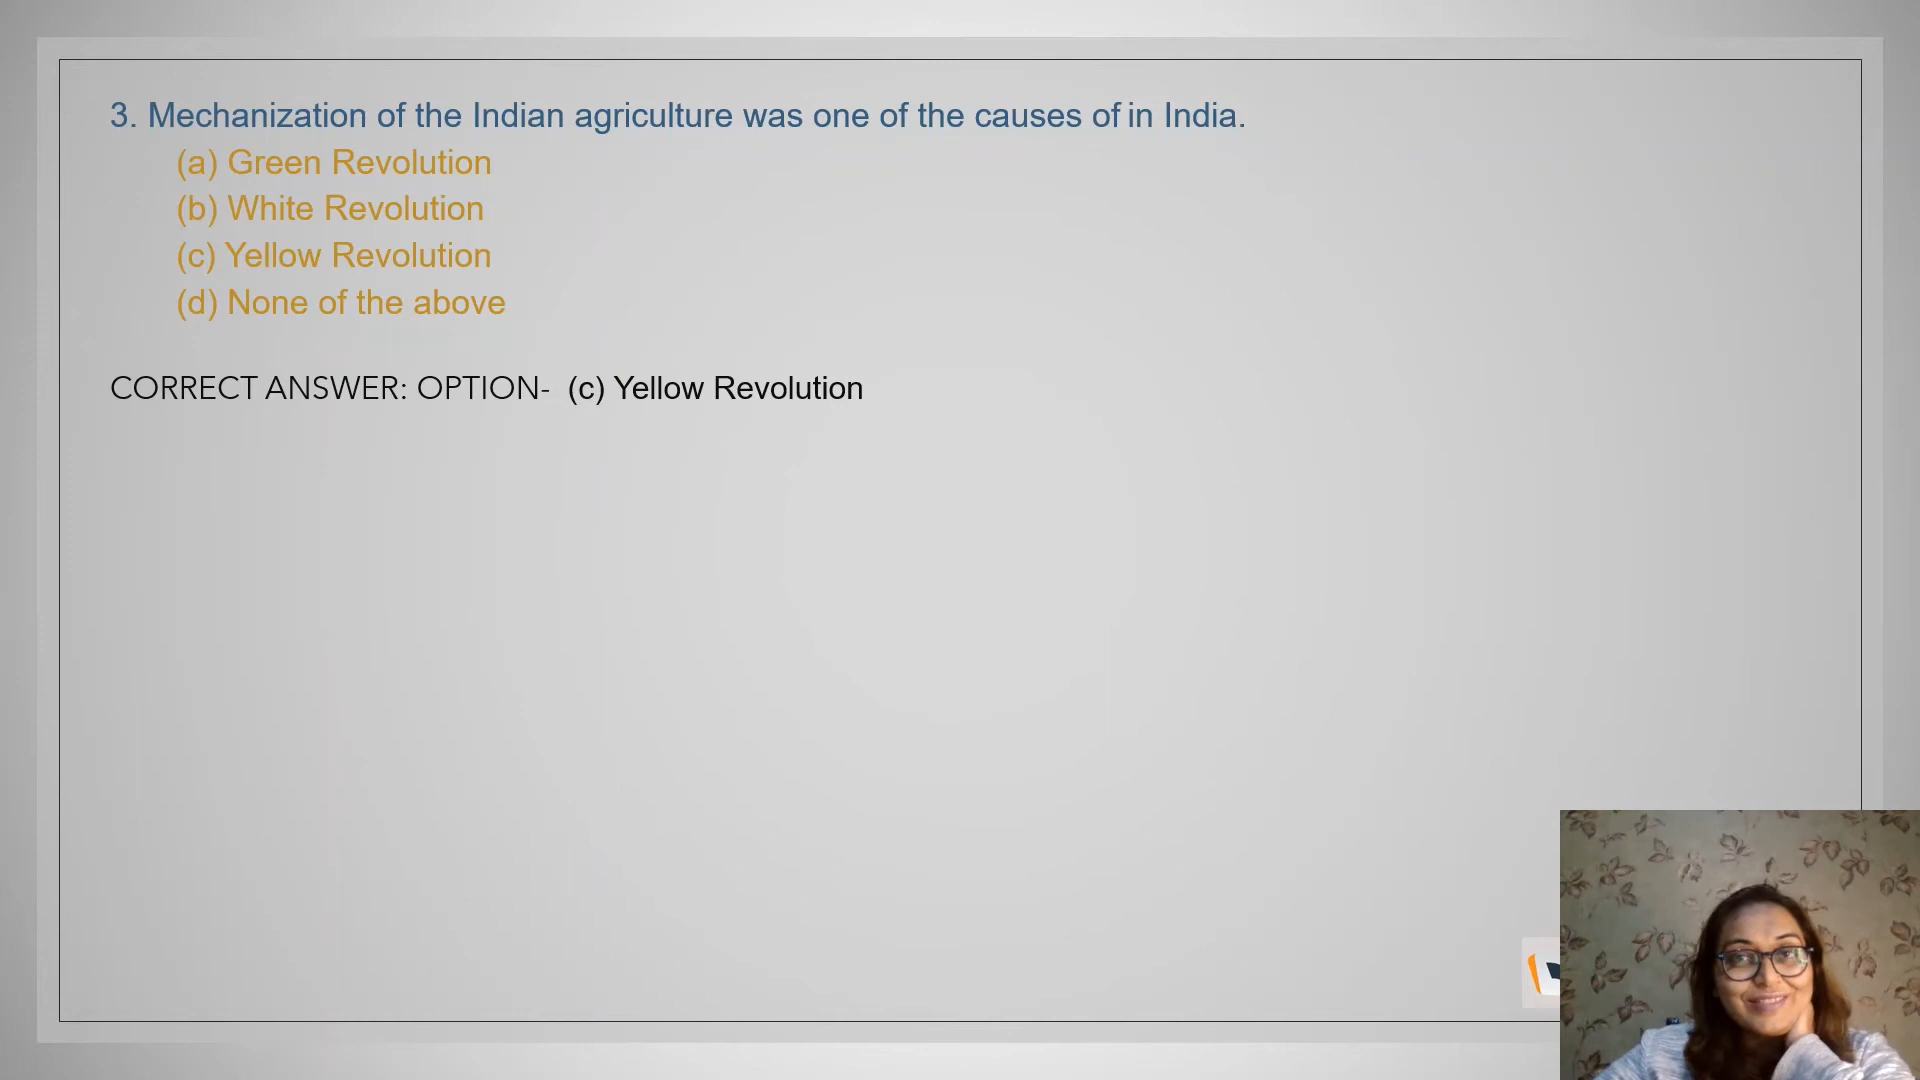 3. Mechanization of the Indian agriculture was one of the causes of in India.
(a) Green Revolution
(b) White Revolution
(c) Yellow Revolution
(d) None of the above
CORRECT ANSWER: OPTION- (c) Yellow Revolution